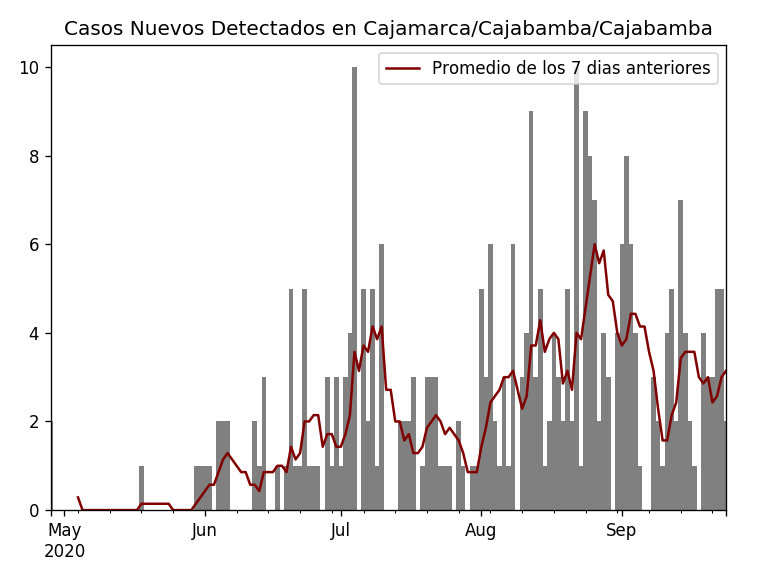 Casos Nuevos Detectados en Cajamarca/Cajabamba/Cajabamba
Promedio de los 7 dias anteriores
10
8
6
4
2
0
May Jun Jul Aug Sep
2020